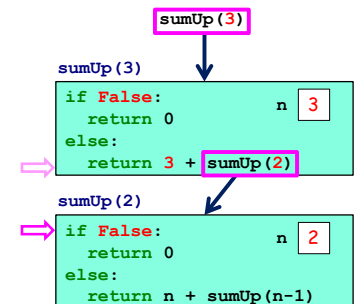 sumUp(3)
sumUp(3)
if False:
n 3
return 0
else:
return 3 + sumUp(2)
sumUp(2)
if False:
n 2
return 0
else:
return n + sumUp(n-1)